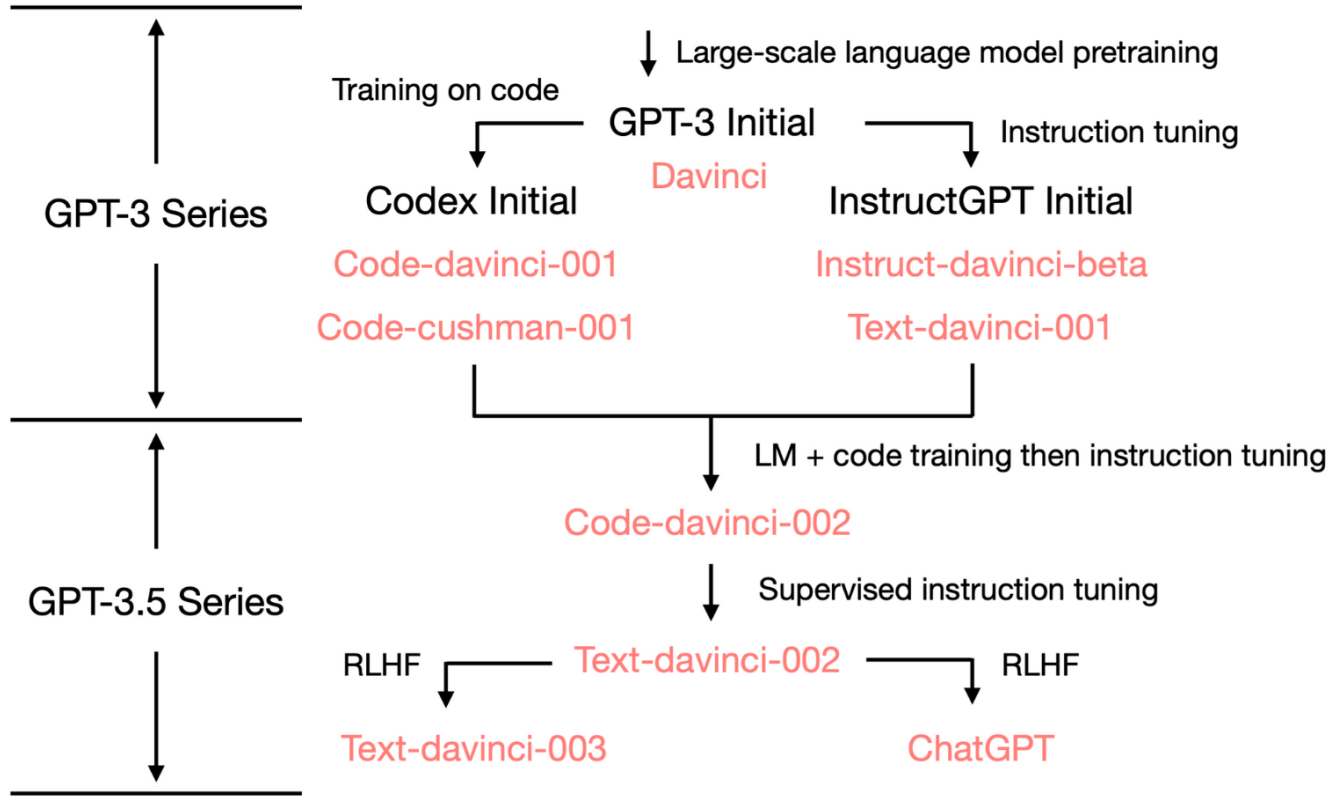 Large-scale language model pretraining
Training on code
GPT-3 Initial
Instruction tuning
Davinci
Codex Initial
InstructGPT Initial
GPT-3 Series
Code-davinci-001
Instruct-davinci-beta
Code-cushman-001
Text-davinci-001
LM + code training then instruction tuning
Code-davinci-002
Supervised instruction tuning
GPT-3.5 Series
RLHF
Text-davinci-002
RLHF
Text-davinci-003
ChatGPT